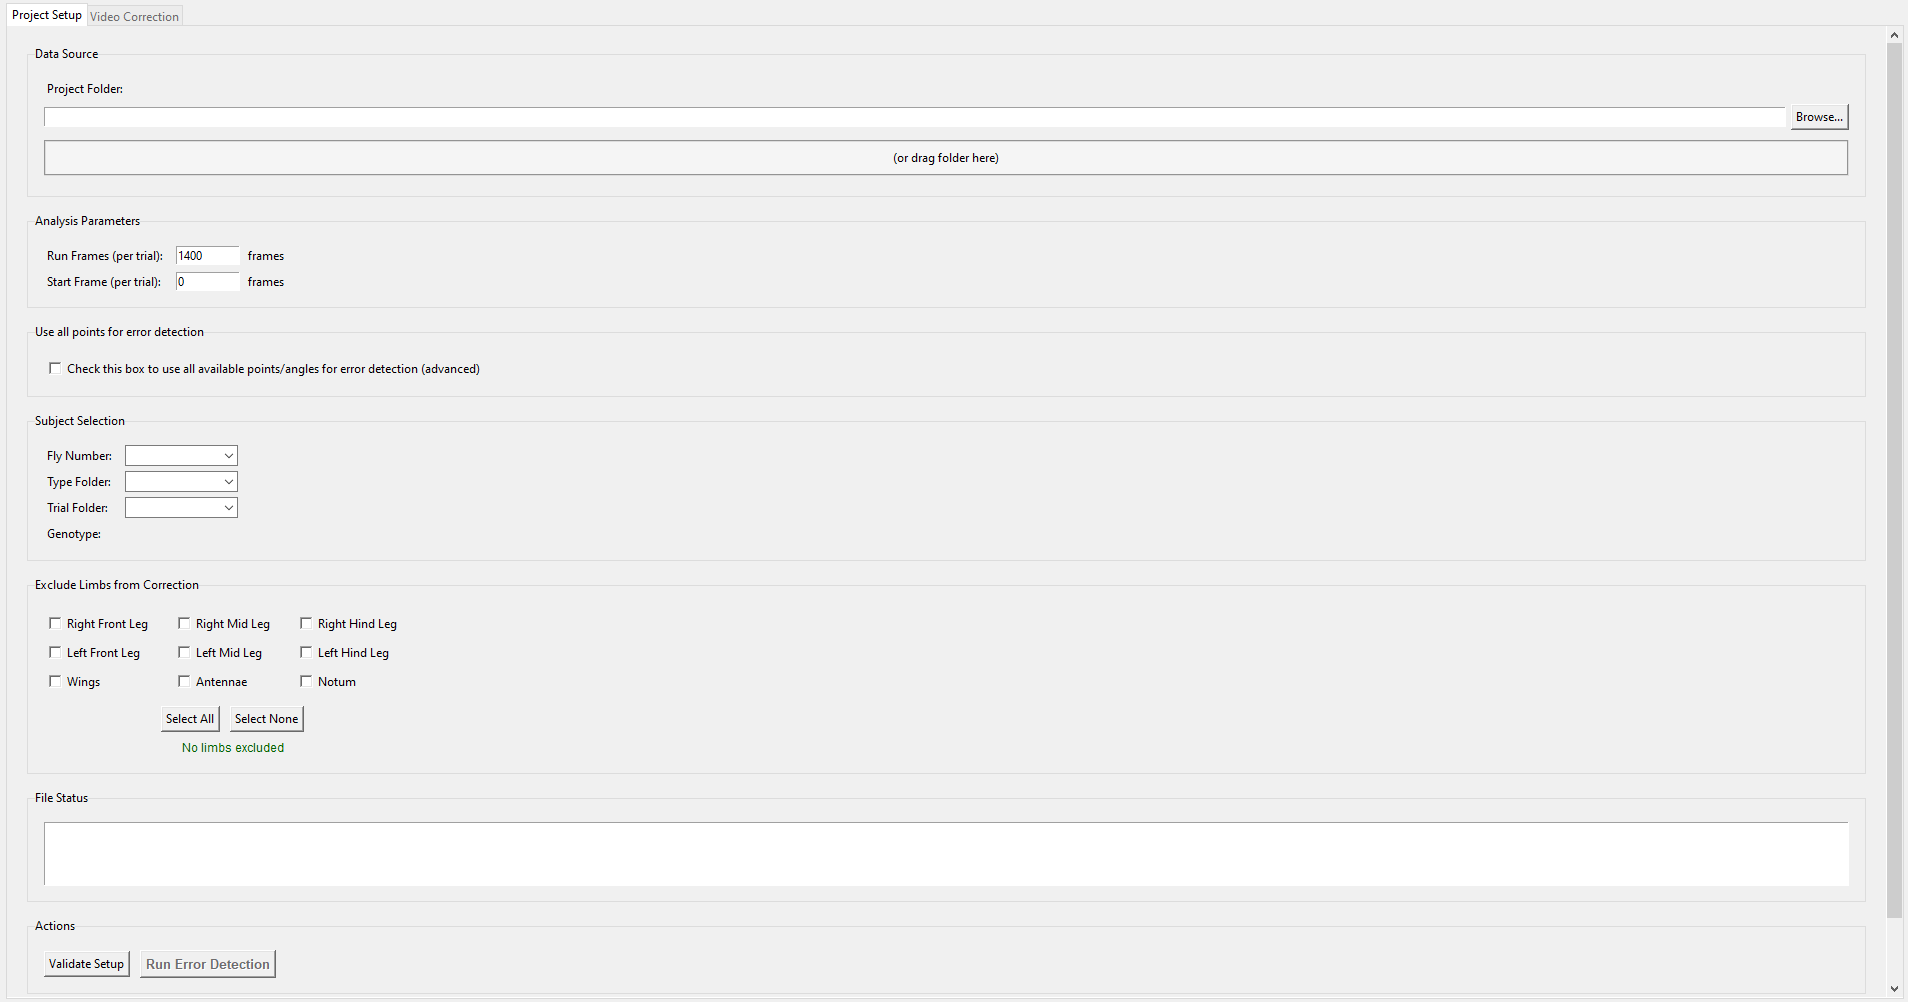 Project Setup Video Correction
Data Source
Project Folder:
Browse...
(or drag folder here)
Analysis Parameters
Run Frames (per trial): 1400 frames
Start Frame (per trial): 0 frames
Use all points for error detection
Check this box to use all available points/angles for error detection (advanced)
Subject Selection
Fly Number:
Type Folder:
Trial Folder:
Genotype:
Exclude Limbs from Correction
Right Front Leg Right Mid Leg Right Hind Leg
Left Front Leg Left Mid Leg Left Hind Leg
Wings Antennae Notum
Select All Select None
No limbs excluded
File Status
Actions
Validate Setup Run Error Detection